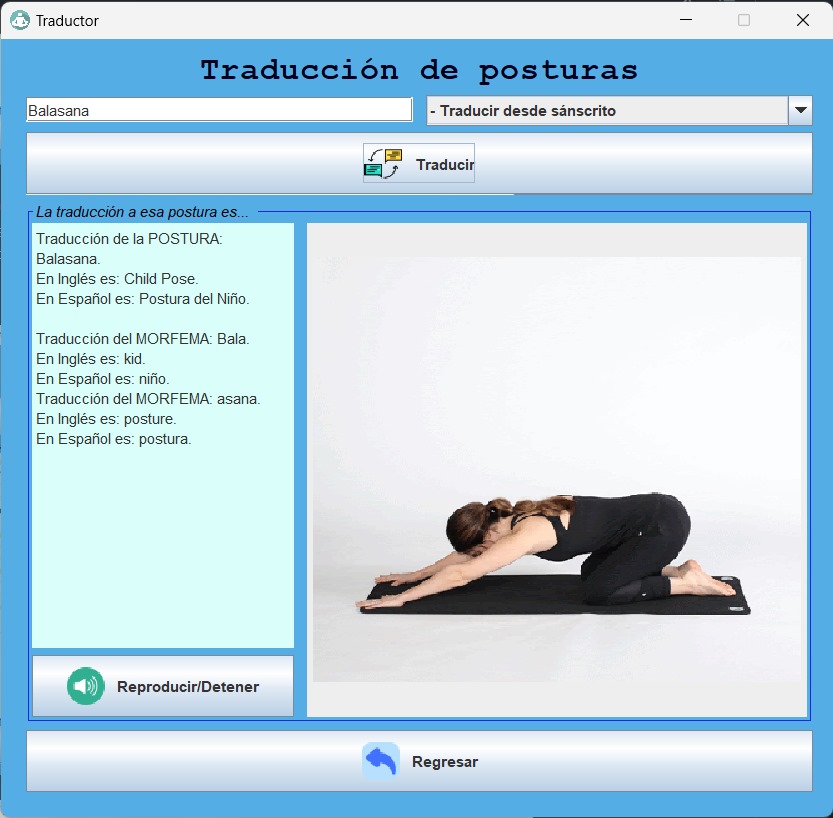 Traductor
Traducción de posturas
Balasana
- Traducir desde sánscrito
Traducir
La traducción a esa postura es...
Traducción de la POSTURA:
Balasana.
En Inglés es: Child Pose.
En Español es: Postura del Niño.
Traducción del MORFEMA: Bala.
En Inglés es: kid.
En Español es: niño.
Traducción del MORFEMA: asana.
En Inglés es: posture.
En Español es: postura.
Reproducir/Detener
Regresar